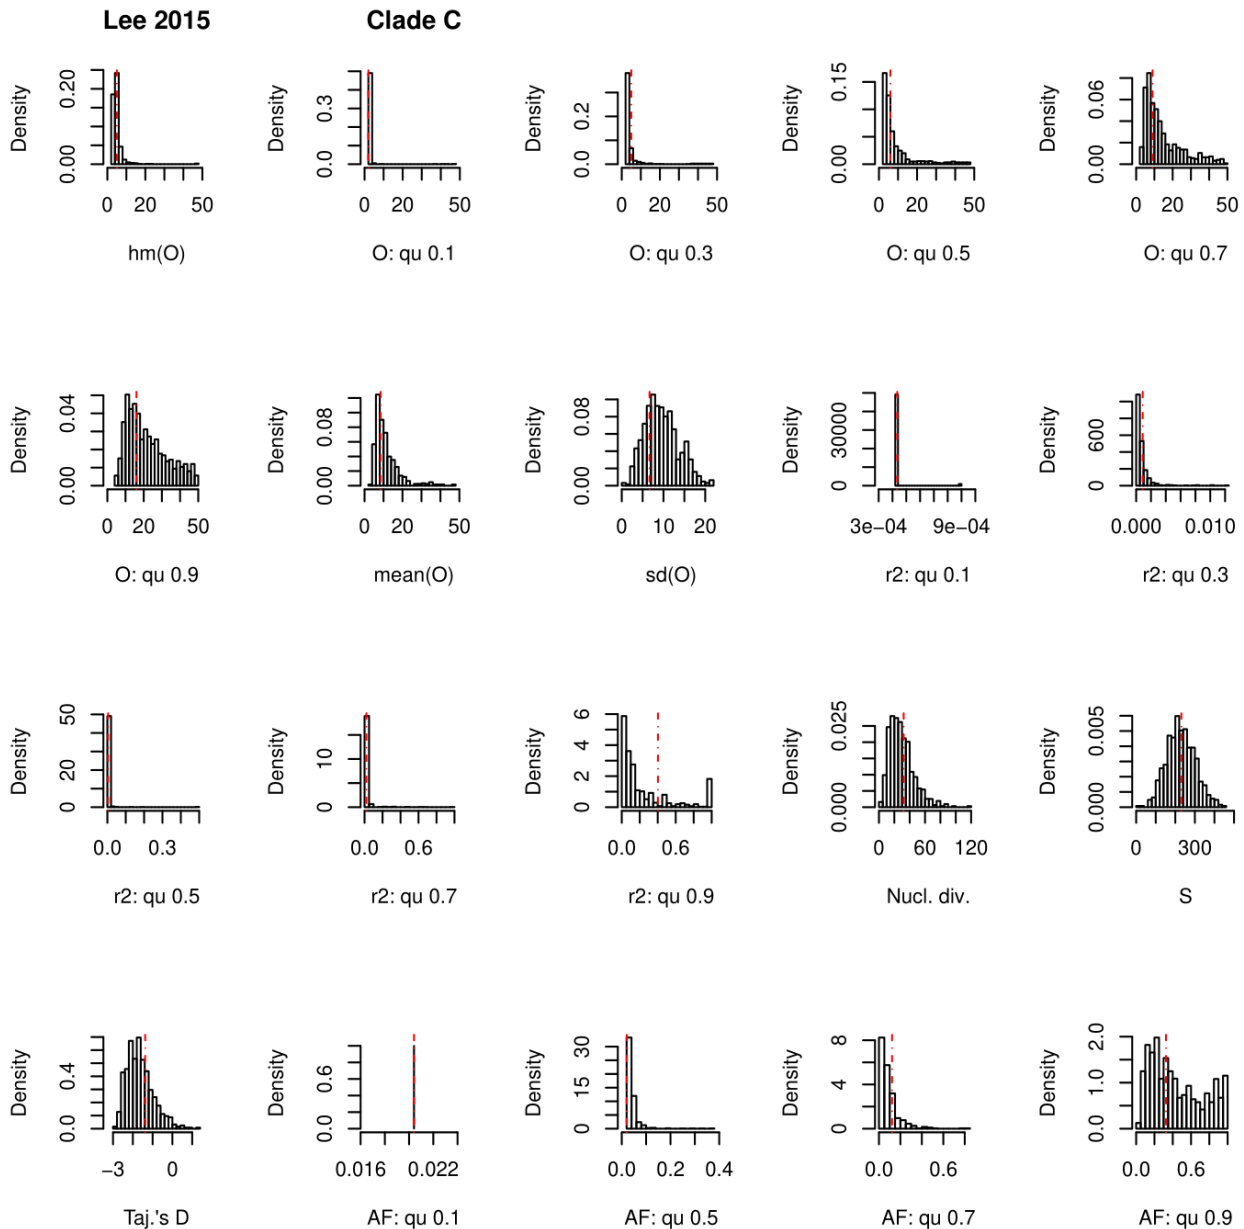 Lee 2015 Clade C
Density 0.00 0.20 0 20 50 hm(O)
Density 0.0 0.3 0 20 50 O: qu 0.1
Density 0.0 0.2 0 20 50 O: qu 0.3
Density 0.00 0.15 0 20 50 O: qu 0.5
Density 0.00 0.06 0 20 50 O: qu 0.7
Density 0.00 0.04 0 20 50 O: qu 0.9
Density 0.00 0.08 0 20 50 mean(O)
Density 0.00 0.08 0 10 20 sd(O)
Density 0 30000 3e−04 9e−04 r2: qu 0.1
Density 0 600 0.000 0.010 r2: qu 0.3
Density 0 20 50 0.0 0.3 r2: qu 0.5
Density 0 10 0.0 0.6 r2: qu 0.7
Density 0 2 4 6 0.0 0.6 r2: qu 0.9
Density 0.000 0.025 0 60 120 Nucl. div.
Density 0.000 0.005 0 300 S
Density 0.0 0.4 −3 0 Taj.'s D
Density 0.0 0.6 0.016 0.022 AF: qu 0.1
Density 0 15 30 0.0 0.2 0.4 AF: qu 0.5
Density 0 4 8 0.0 0.6 AF: qu 0.7
Density 0.0 1.0 2.0 0.0 0.6 AF: qu 0.9